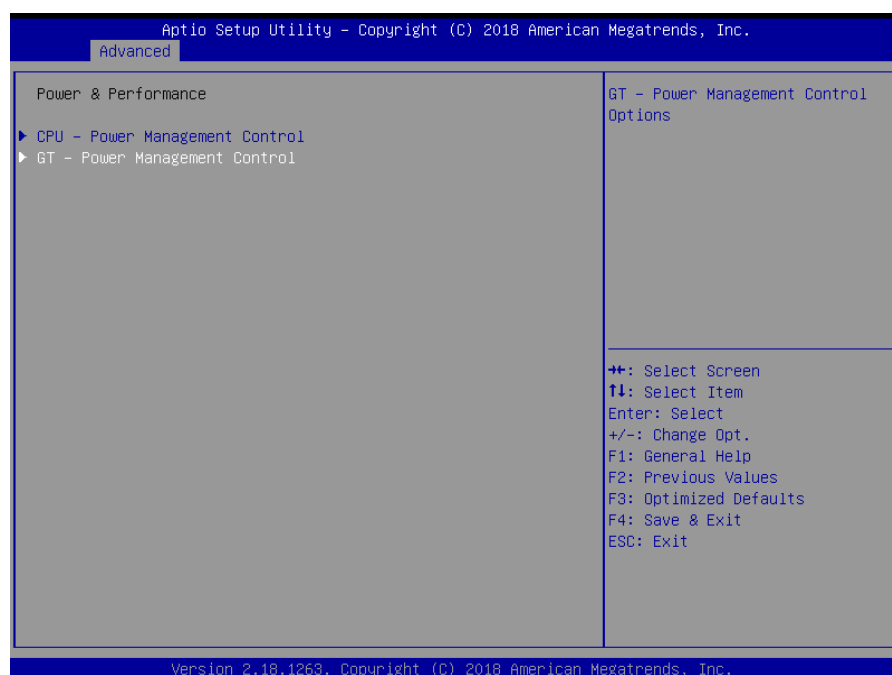 Aptio Setup Utility – Copyright (C) 2018 American Megatrends, Inc.
Advanced
Power & Performance
CPU – Power Management Control
GT – Power Management Control
GT – Power Management Control
Options
→←: Select Screen
↑↓: Select Item
Enter: Select
+/-: Change Opt.
F1: General Help
F2: Previous Values
F3: Optimized Defaults
F4: Save & Exit
ESC: Exit
Version 2.18.1263. Copyright (C) 2018 American Megatrends, Inc.